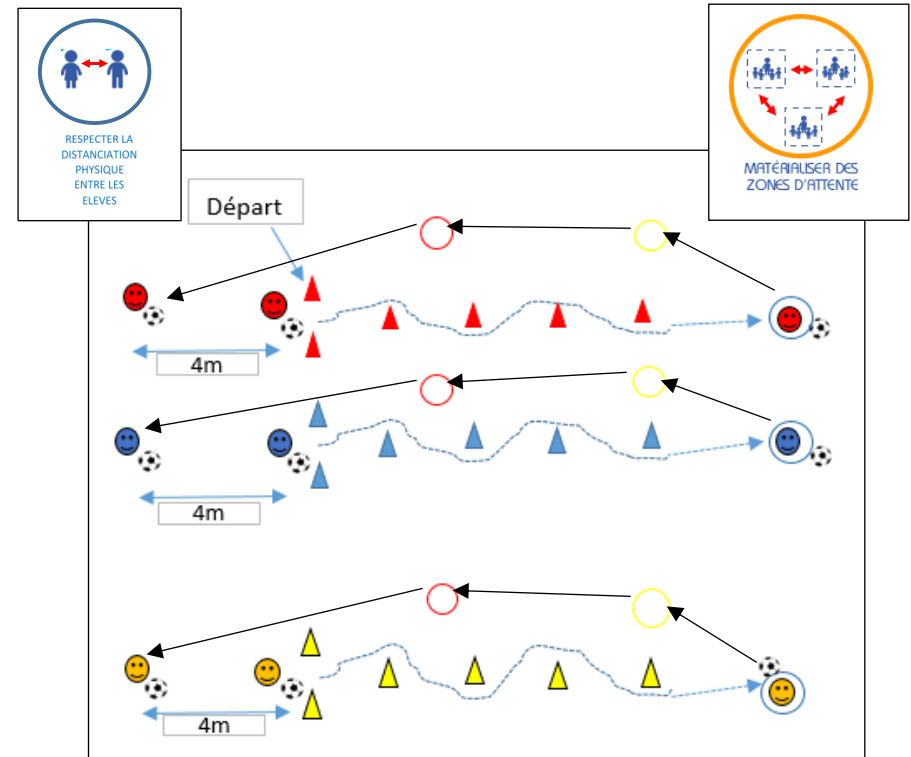 RESPECTER LA
DISTANCIATION
PHYSIQUE
ENTRE LES
ELEVES
MATÉRIALISER DES
ZONES D'ATTENTE
Départ
4m
4m
4m